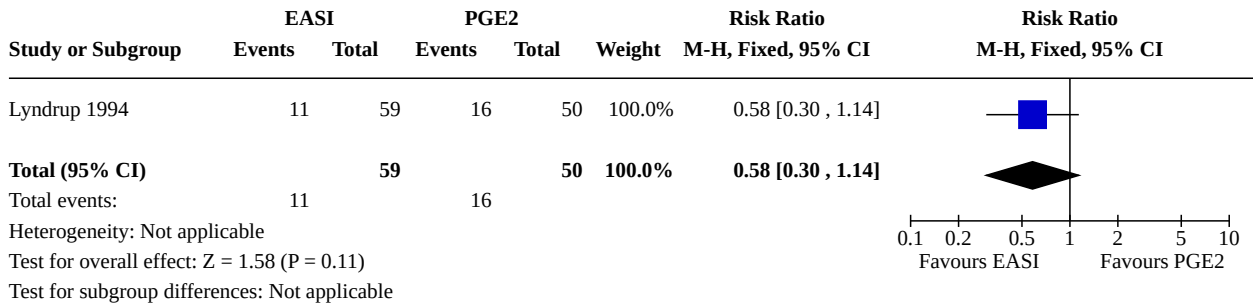 EASI PGE2 Risk Ratio Risk Ratio
Study or Subgroup Events Total Events Total Weight M-H, Fixed, 95% CI M-H, Fixed, 95% CI
Lyndrup 1994 11 59 16 50 100.0% 0.58 [0.30 , 1.14]
Total (95% CI) 59 50 100.0% 0.58 [0.30 , 1.14]
Total events: 11 16
Heterogeneity: Not applicable
0.1 0.2 0.5 1 2 5 10
Test for overall effect: Z = 1.58 (P = 0.11) Favours EASI Favours PGE2
Test for subgroup differences: Not applicable